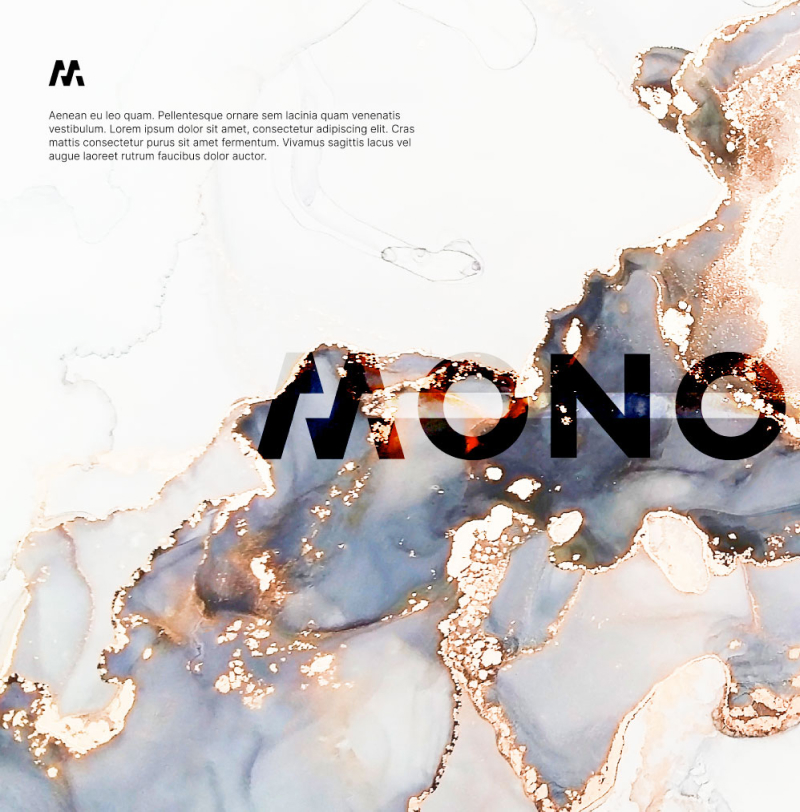 M
Aenean eu leo quam. Pellentesque ornare sem lacinia quam venenatis
vestibulum. Lorem ipsum dolor sit amet, consectetur adipiscing elit. Cras
mattis consectetur purus sit amet fermentum. Vivamus sagittis lacus vel
augue laoreet rutrum faucibus dolor auctor.
MONO